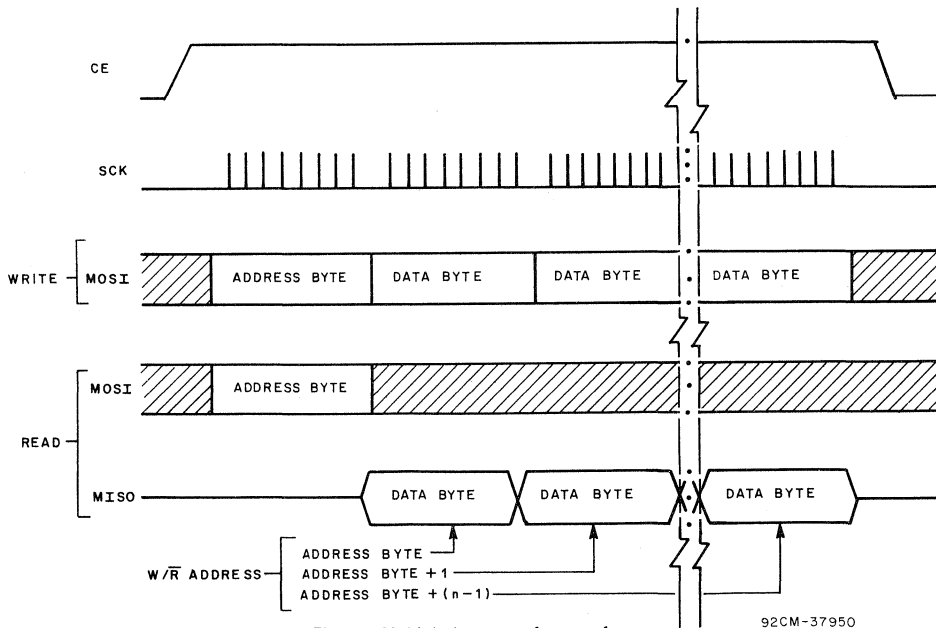 CE
SCK
WRITE MOSI ADDRESS BYTE DATA BYTE DATA BYTE DATA BYTE
MOSI ADDRESS BYTE
READ
MISO DATA BYTE DATA BYTE DATA BYTE
W/R̅ ADDRESS
ADDRESS BYTE
ADDRESS BYTE +1
ADDRESS BYTE + (n-1)
92CM-37950